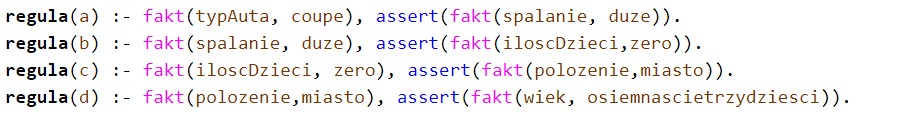 regula(a) :- fakt(typAuta, coupe), assert(fakt(spalanie, duze)).
regula(b) :- fakt(spalanie, duze), assert(fakt(iloscDzieci,zero)).
regula(c) :- fakt(iloscDzieci, zero), assert(fakt(polozenie,miasto)).
regula(d) :- fakt(polozenie,miasto), assert(fakt(wiek, osiemnascietrzydziesci)).